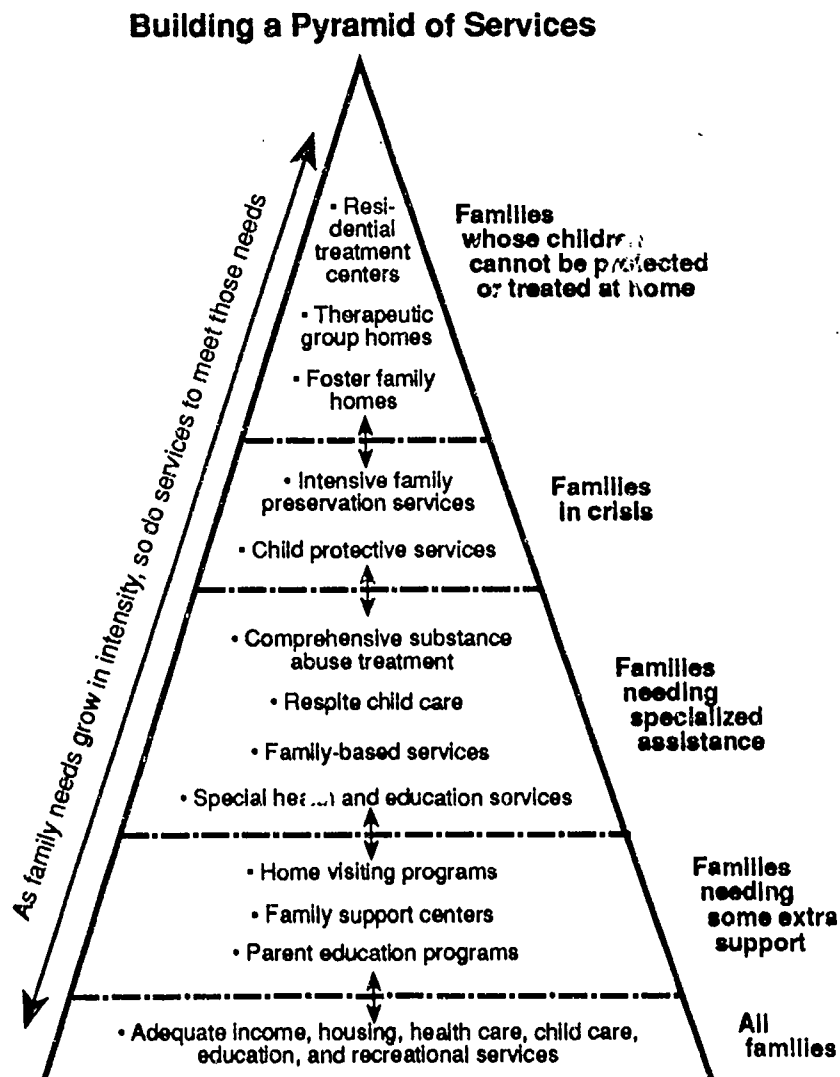 Building a Pyramid of Services
As family needs grow in intensity, so do services to meet those needs
• Resi-
dential
treatment
centers
• Therapeutic
group homes
• Foster family
homes
Families
whose children
cannot be protected
or treated at home
• Intensive family
preservation services
• Child protective services
Families
in crisis
• Comprehensive substance
abuse treatment
• Respite child care
• Family-based services
• Special health and education services
Families
needing
specialized
assistance
• Home visiting programs
• Family support centers
• Parent education programs
Families
needing
some extra
support
• Adequate income, housing, health care, child care,
education, and recreational services
All
families